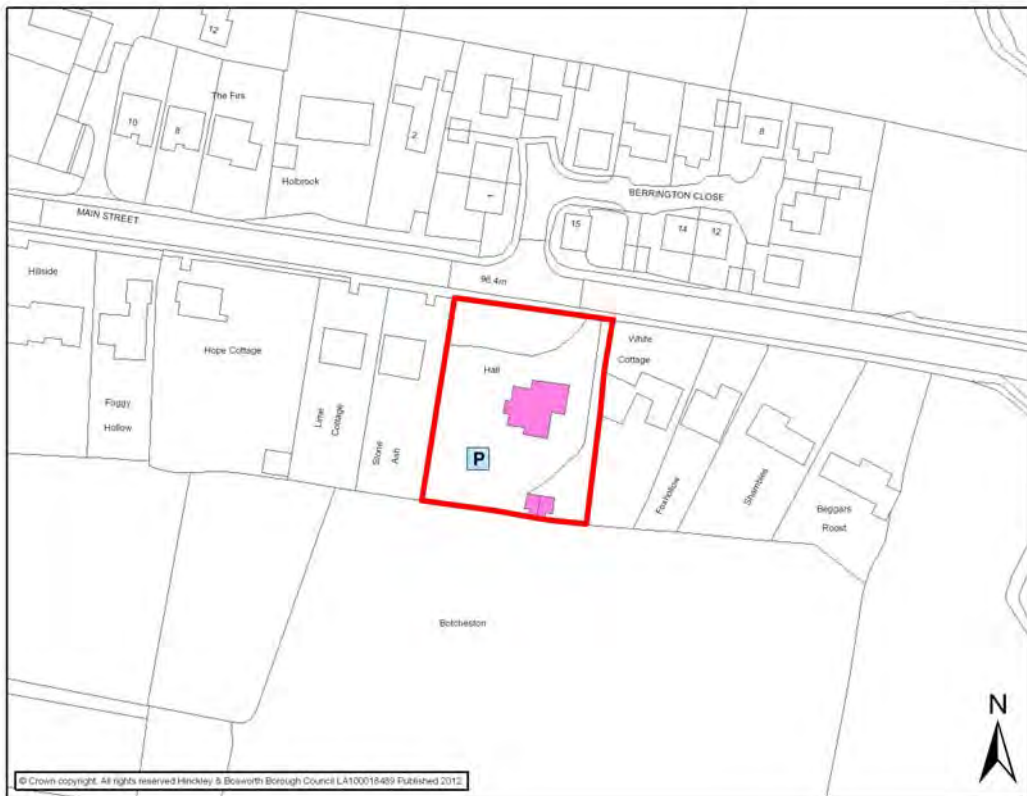 12
The Firs
10
8
2
8
Holbrook
1
BERRINGTON CLOSE
MAIN STREET
15
14
12
Hillside
96.4m
White
Cottage
Hope Cottage
Hall
Foggy
Hollow
Lime
Cottage
Stone
Ash
P
Foxhollow
Shambles
Beggars
Roost
Botcheston
N
© Crown copyright. All rights reserved Hinckley & Bosworth Borough Council LA100018489 Published 2012